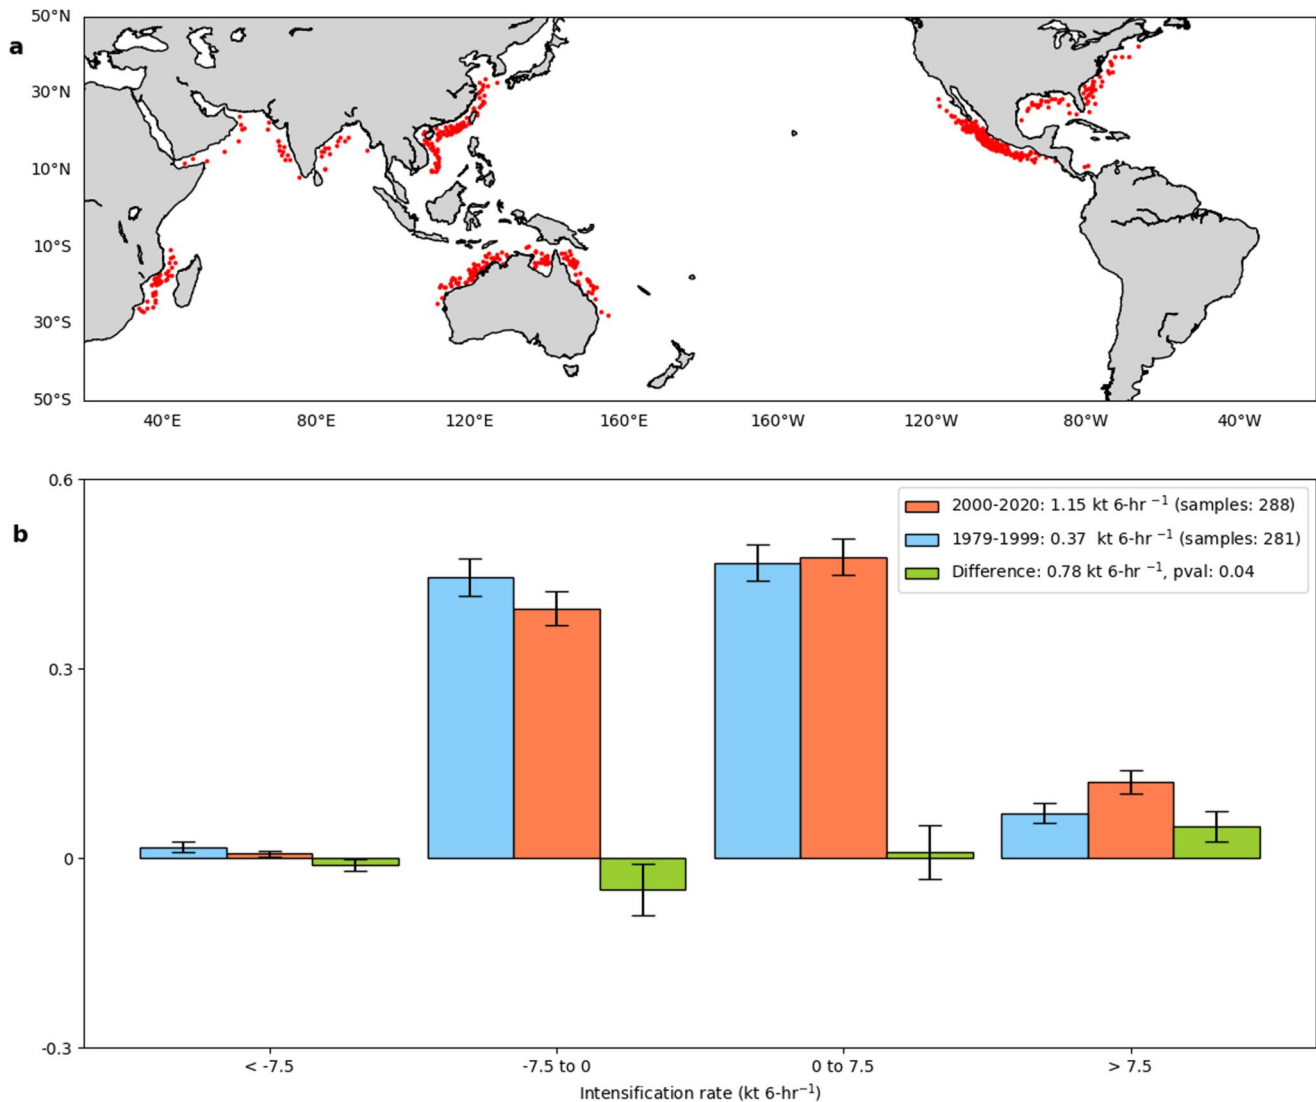 a
50°N
30°N
10°N
10°S
30°S
50°S
40°E 80°E 120°E 160°E 160°W 120°W 80°W 40°W
b
0.6
0.3
0
-0.3
2000-2020: 1.15 kt 6-hr ⁻¹ (samples: 288)
1979-1999: 0.37 kt 6-hr ⁻¹ (samples: 281)
Difference: 0.78 kt 6-hr ⁻¹, pval: 0.04
< -7.5 -7.5 to 0 0 to 7.5 > 7.5
Intensification rate (kt 6-hr⁻¹)